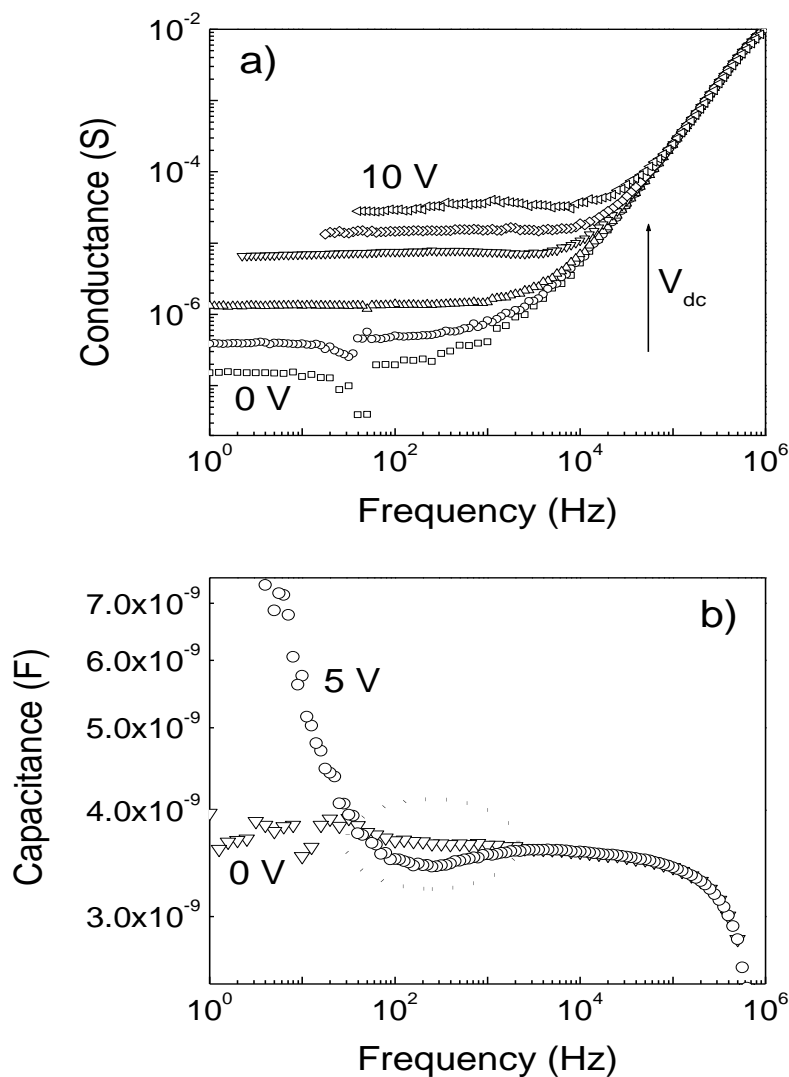 a)
10⁻²
10⁻⁴
10⁻⁶
Conductance (S)
10 V
0 V
V_dc
10⁰ 10² 10⁴ 10⁶
Frequency (Hz)
b)
7.0x10⁻⁹
6.0x10⁻⁹
5.0x10⁻⁹
4.0x10⁻⁹
3.0x10⁻⁹
Capacitance (F)
5 V
0 V
10⁰ 10² 10⁴ 10⁶
Frequency (Hz)